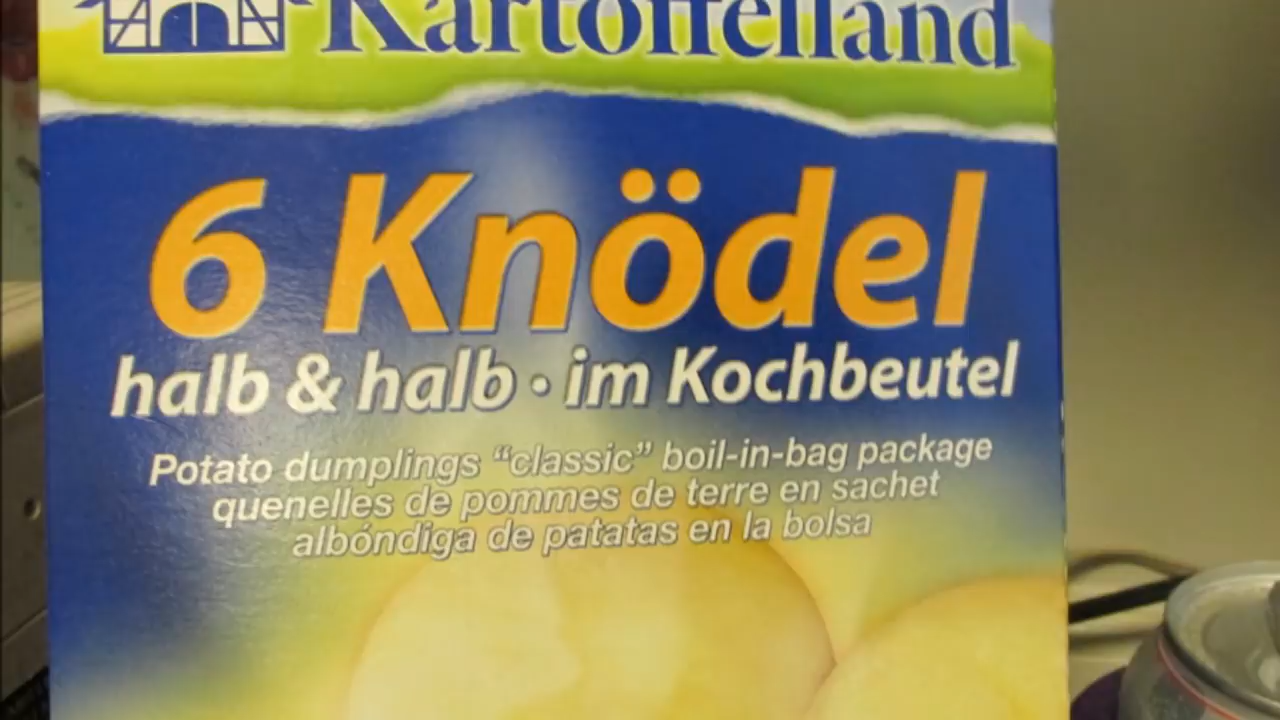 Kartoffelland
6 Knödel
halb & halb • im Kochbeutel
Potato dumplings “classic” boil-in-bag package
quenelles de pommes de terre en sachet
albóndiga de patatas en la bolsa